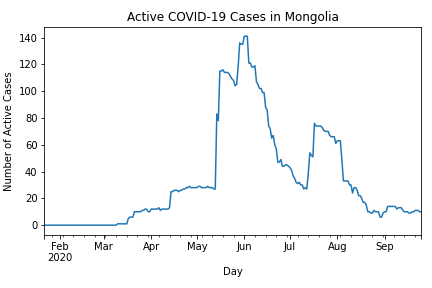 Active COVID-19 Cases in Mongolia
Number of Active Cases
140
120
100
80
60
40
20
0
Feb Mar Apr May Jun Jul Aug Sep
2020
Day